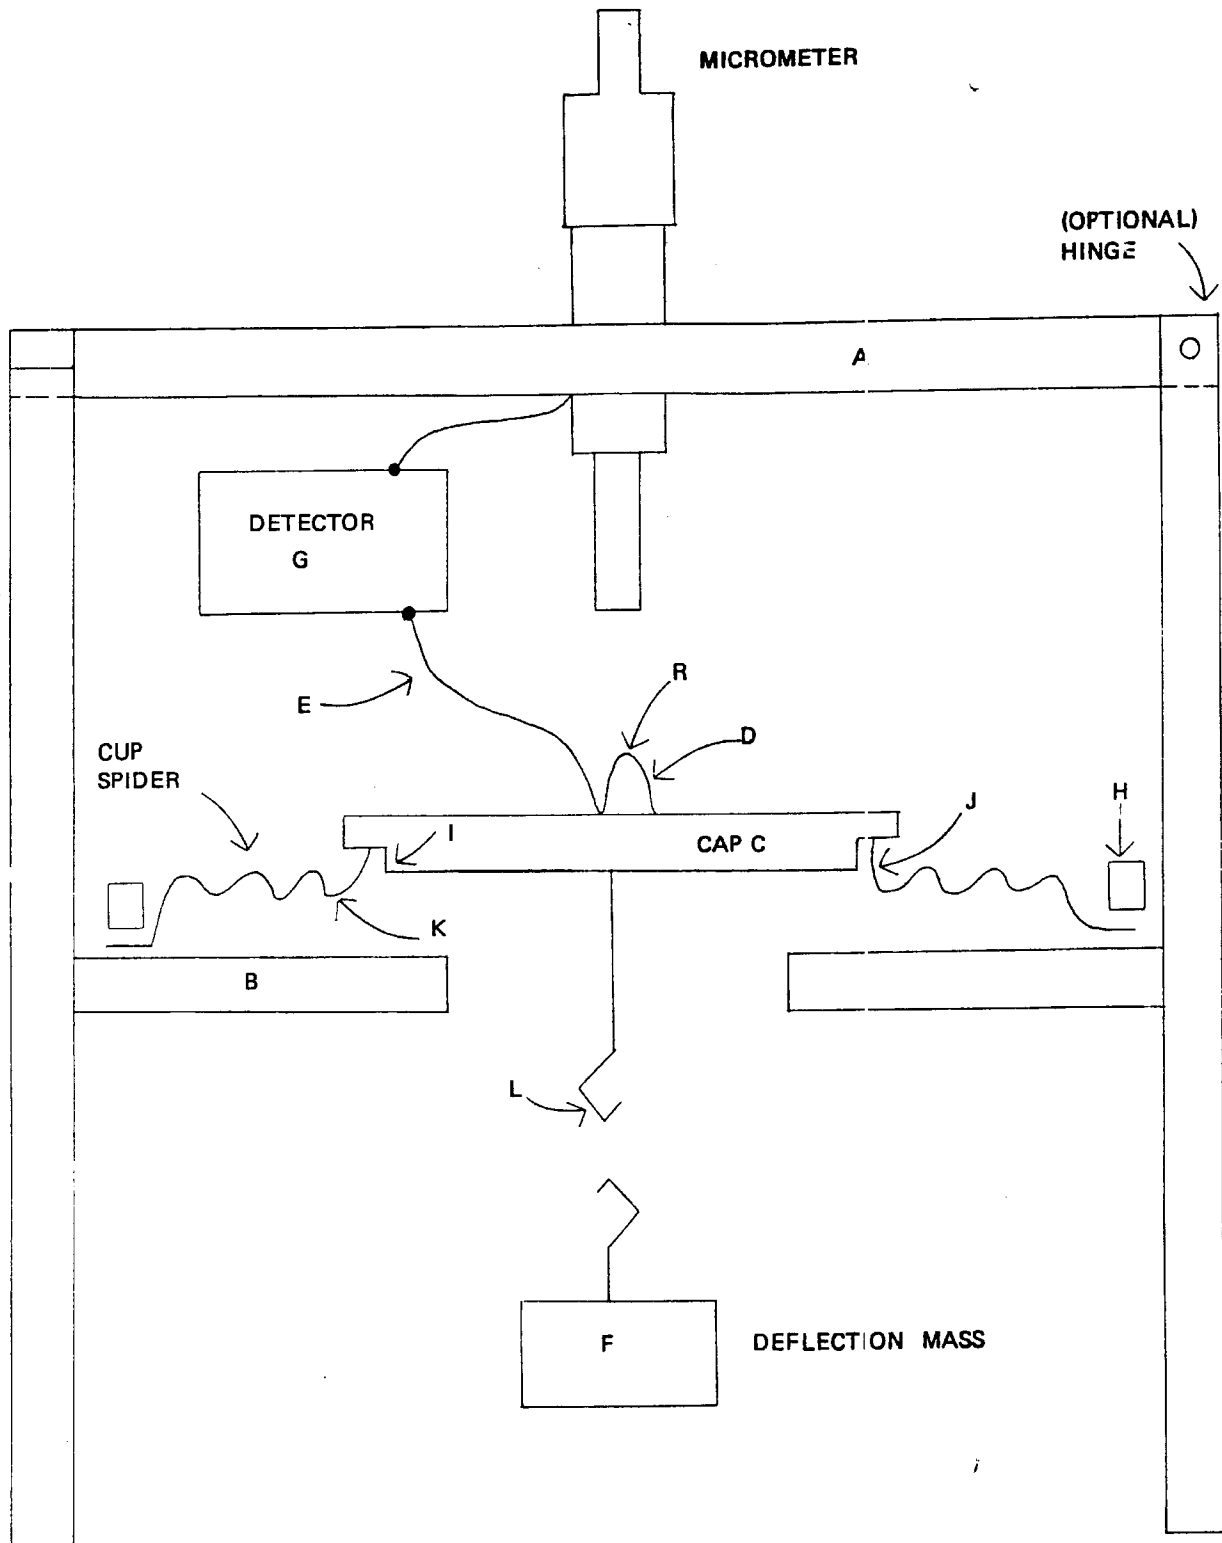 MICROMETER
(OPTIONAL)
HINGE
A
DETECTOR
G
R
E
D
CUP
SPIDER
H
J
I
CAP C
K
B
L
F
DEFLECTION MASS